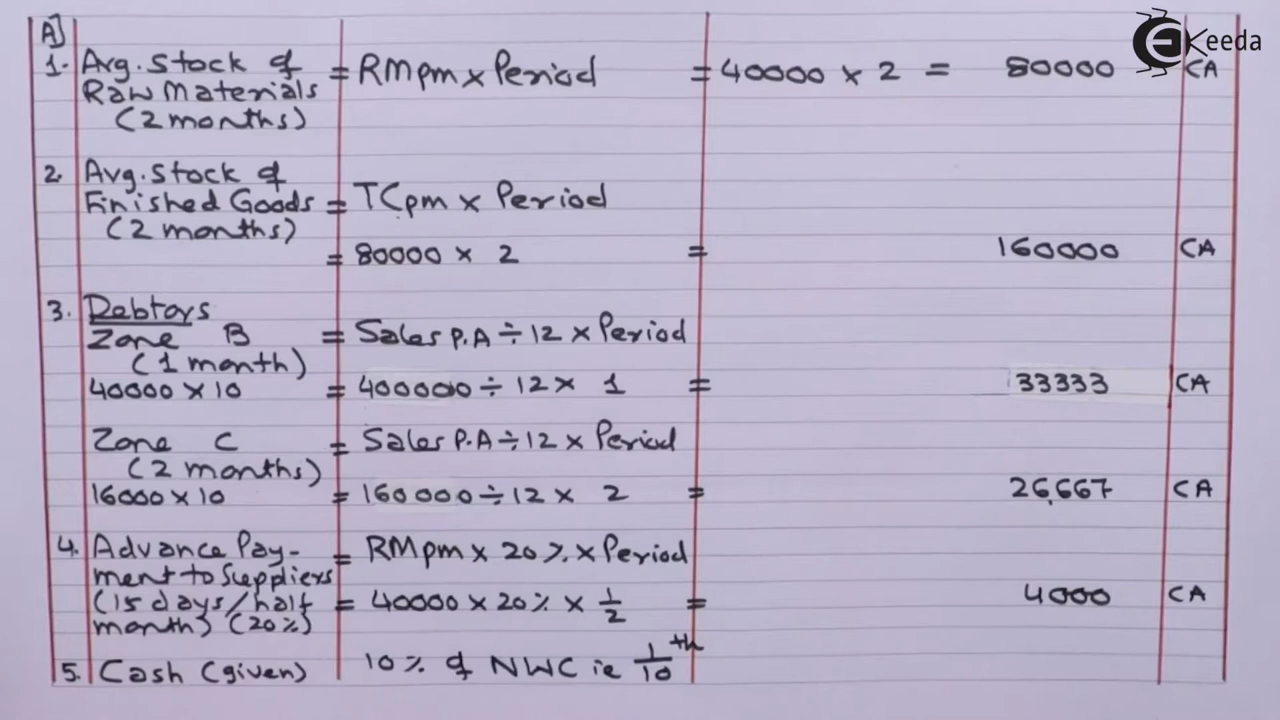 A]
1. Avg. Stock of = RMpm x Period = 40000 x 2 = 80000 CA
Raw Materials
(2 months)
2. Avg. Stock of
Finished Goods = TCpm x Period
(2 months)
= 80000 x 2 = 160000 CA
3. Debtors
Zone B = Sales P.A ÷ 12 x Period
(1 month)
40000 x 10 = 400000 ÷ 12 x 1 = 33333 CA
Zone C = Sales P.A ÷ 12 x Period
(2 months)
16000 x 10 = 160000 ÷ 12 x 2 = 26,667 CA
4. Advance Pay- = RMpm x 20% x Period
ment to Suppliers
(15 days/half = 40000 x 20% x 1/2 = 4000 CA
month) (20%)
5. Cash (given) 10% of NWC ie 1/10th
EKeeda